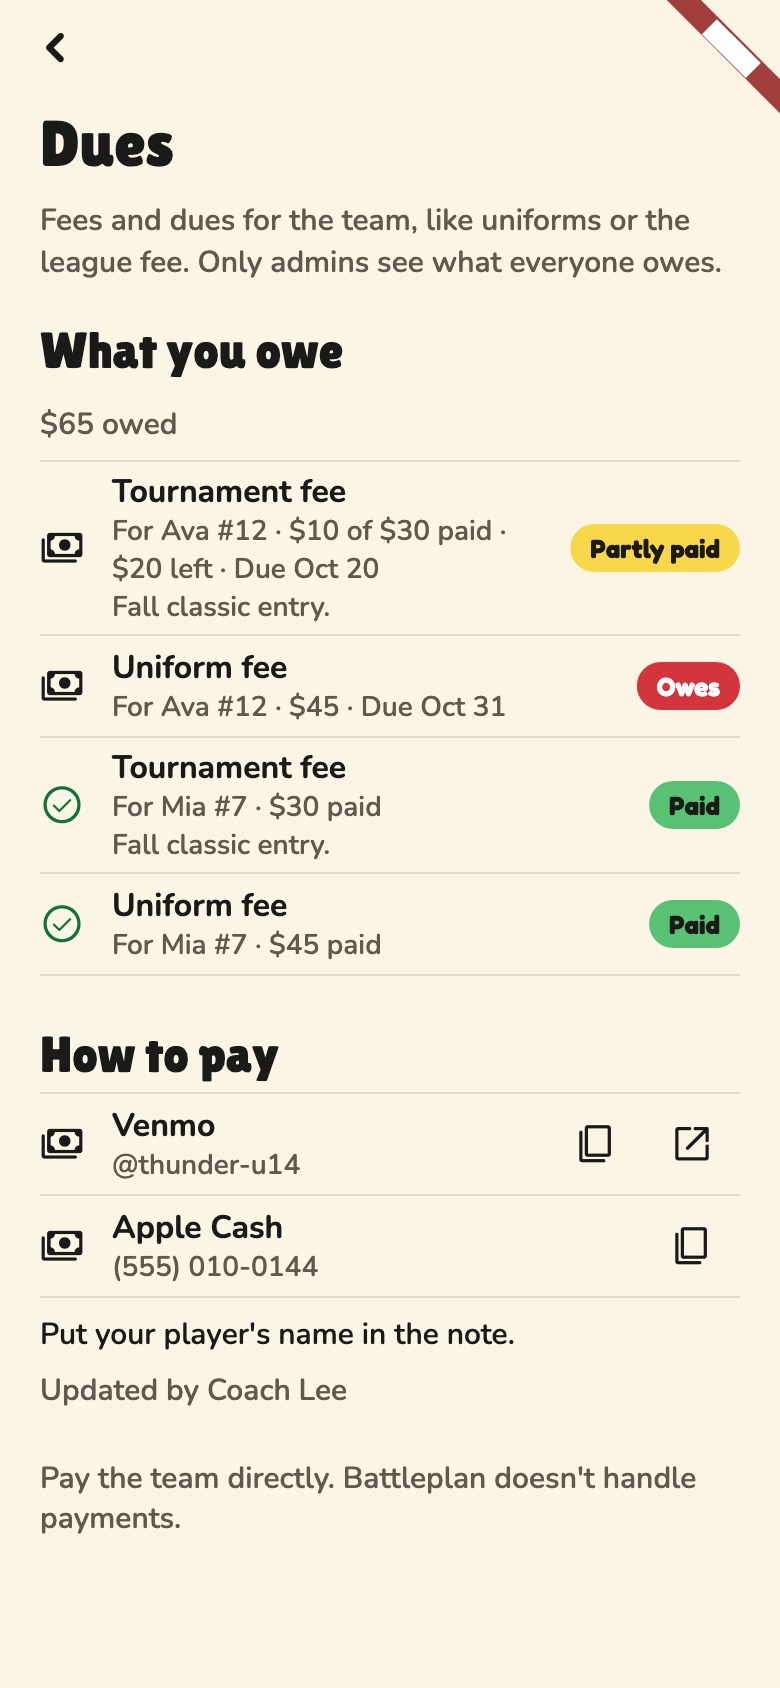 Dues
Fees and dues for the team, like uniforms or the
league fee. Only admins see what everyone owes.
What you owe
$65 owed
Tournament fee
For Ava #12 · $10 of $30 paid ·
$20 left · Due Oct 20
Fall classic entry.
Partly paid
Uniform fee
For Ava #12 · $45 · Due Oct 31
Owes
Tournament fee
For Mia #7 · $30 paid
Fall classic entry.
Paid
Uniform fee
For Mia #7 · $45 paid
Paid
How to pay
Venmo
@thunder-u14
Apple Cash
(555) 010-0144
Put your player's name in the note.
Updated by Coach Lee
Pay the team directly. Battleplan doesn't handle
payments.